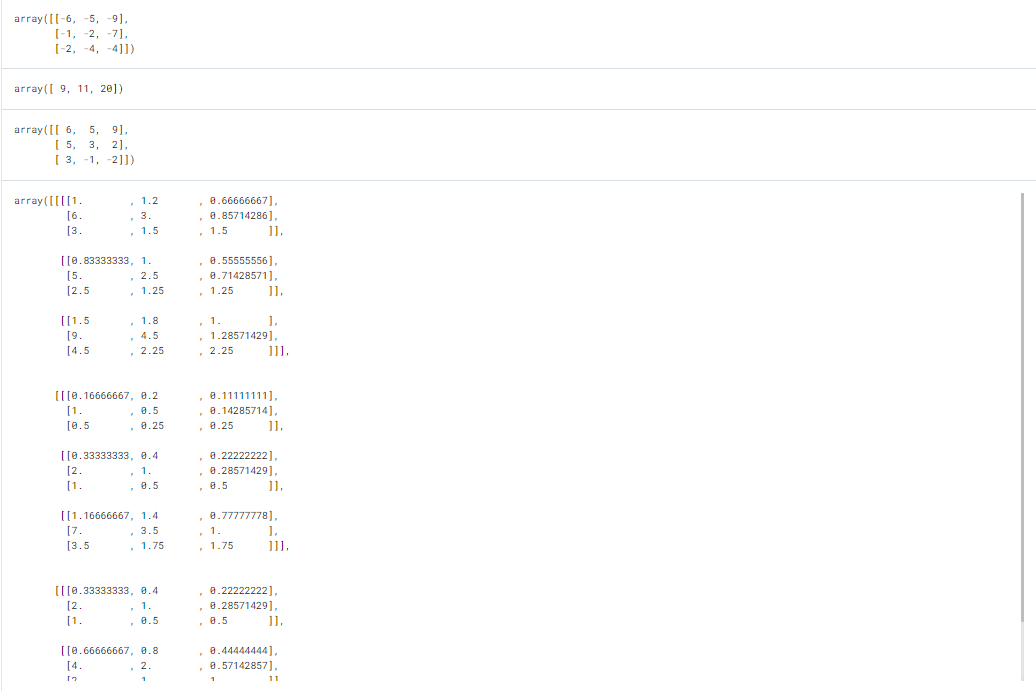 array([[-6, -5, -9],
       [-1, -2, -7],
       [-2, -4, -4]])
array([ 9, 11, 20])
array([[ 6,  5,  9],
       [ 5,  3,  2],
       [ 3, -1, -2]])
array([[[[1.        , 1.2       , 0.66666667],
         [6.        , 3.        , 0.85714286],
         [3.        , 1.5       , 1.5       ]],
        [[0.83333333, 1.        , 0.55555556],
         [5.        , 2.5       , 0.71428571],
         [2.5       , 1.25      , 1.25      ]],
        [[1.5       , 1.8       , 1.        ],
         [9.        , 4.5       , 1.28571429],
         [4.5       , 2.25      , 2.25      ]]],
       [[[0.16666667, 0.2       , 0.11111111],
         [1.        , 0.5       , 0.14285714],
         [0.5       , 0.25      , 0.25      ]],
        [[0.33333333, 0.4       , 0.22222222],
         [2.        , 1.        , 0.28571429],
         [1.        , 0.5       , 0.5       ]],
        [[1.16666667, 1.4       , 0.77777778],
         [7.        , 3.5       , 1.        ],
         [3.5       , 1.75      , 1.75      ]]],
       [[[0.33333333, 0.4       , 0.22222222],
         [2.        , 1.        , 0.28571429],
         [1.        , 0.5       , 0.5       ]],
        [[0.66666667, 0.8       , 0.44444444],
         [4.        , 2.        , 0.57142857],